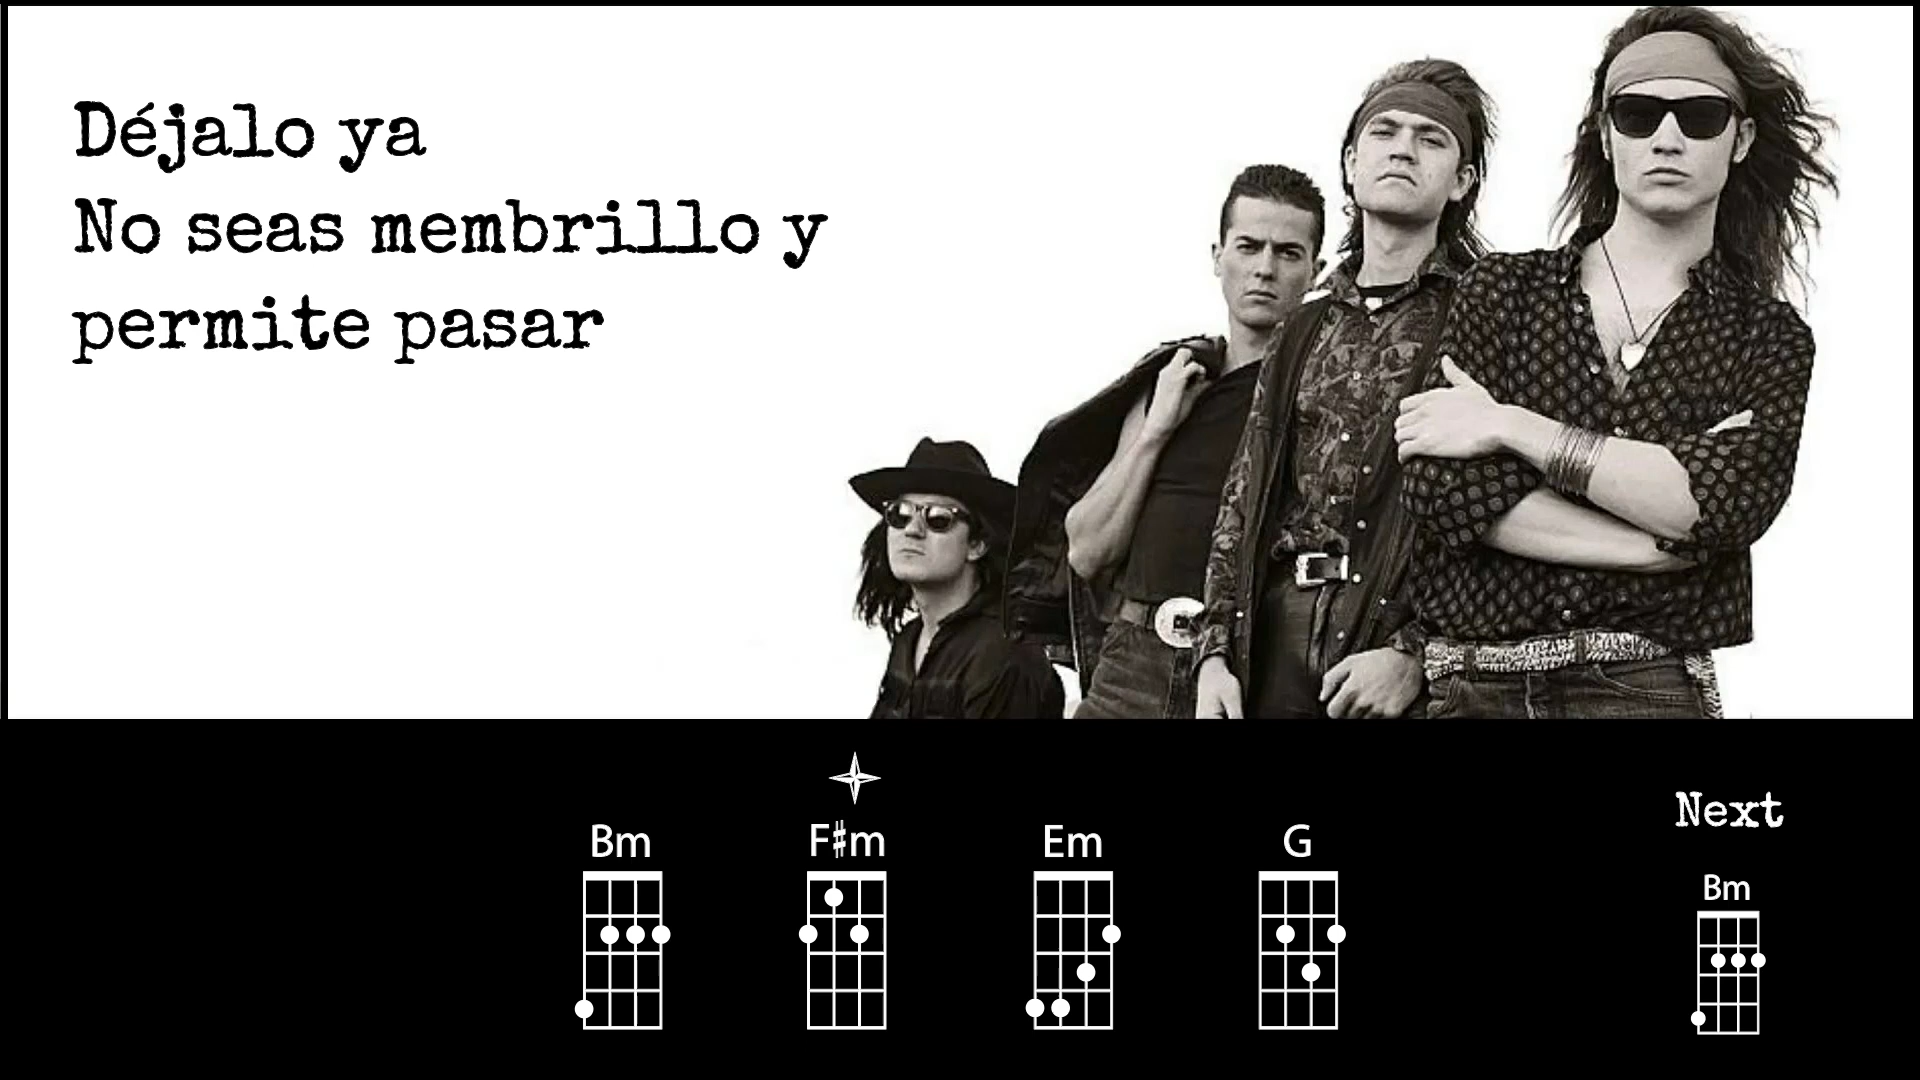 Déjalo ya
No seas membrillo y
permite pasar
Next
Bm
F♯m
Em
G
Bm